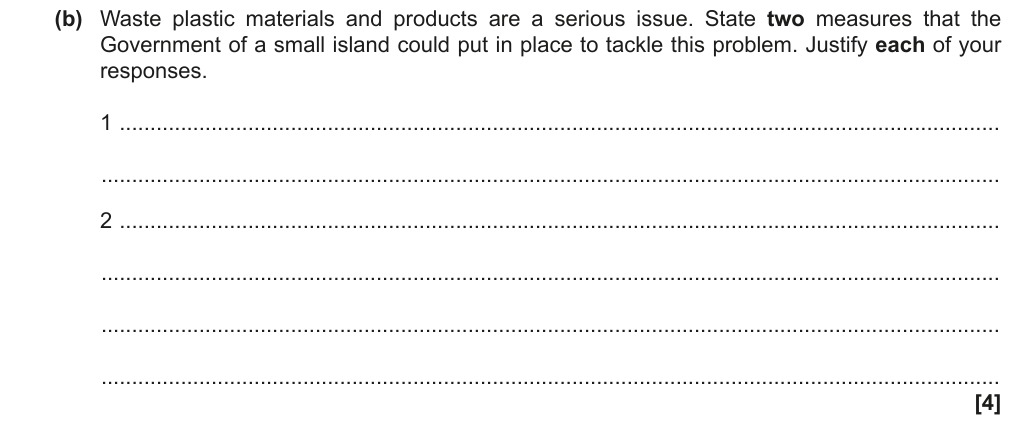 (b) Waste plastic materials and products are a serious issue. State two measures that the
Government of a small island could put in place to tackle this problem. Justify each of your
responses.
1 ..........................................................................................................................................
..........................................................................................................................................
2 ..........................................................................................................................................
..........................................................................................................................................
..........................................................................................................................................
..........................................................................................................................................
[4]